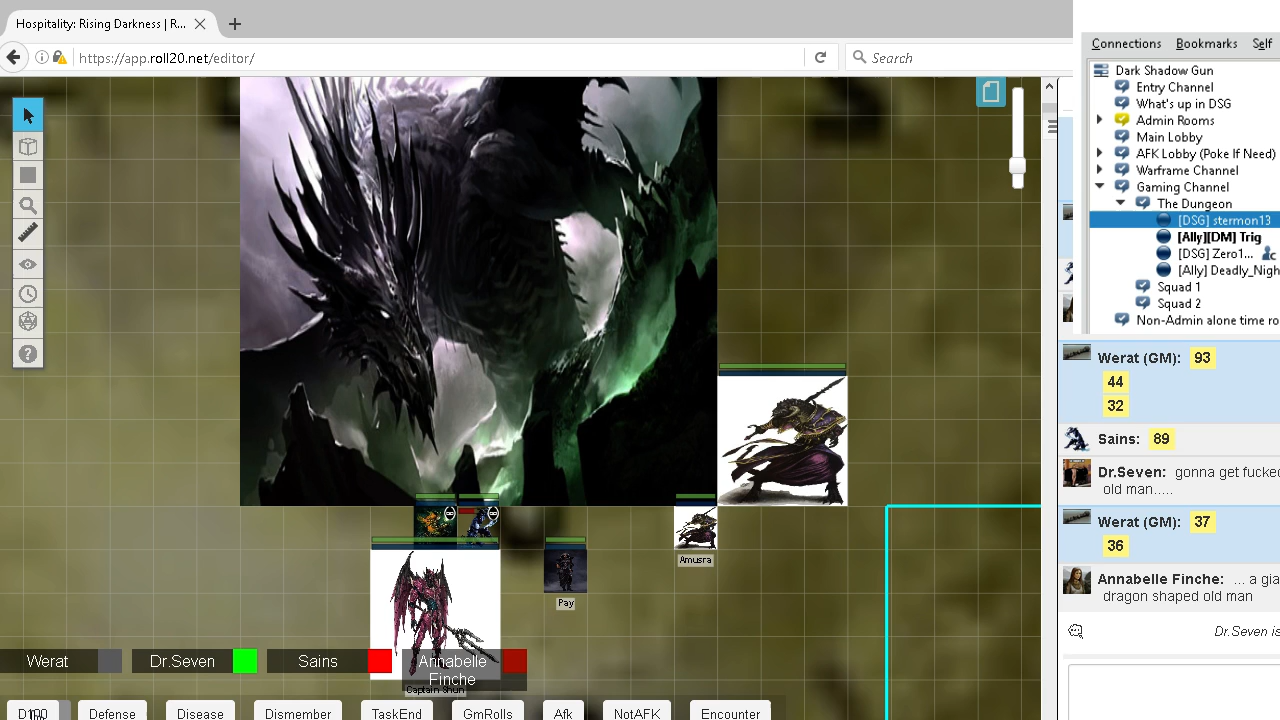 Hospitality: Rising Darkness | R...
https://app.roll20.net/editor/
Search
Connections Bookmarks Self
Dark Shadow Gun
Entry Channel
What's up in DSG
Admin Rooms
Main Lobby
AFK Lobby (Poke If Need)
Warframe Channel
Gaming Channel
The Dungeon
[DSG] stermon13
[Ally][DM] Trig
[DSG] Zero1...
[Ally] Deadly_Nigh
Squad 1
Squad 2
Non-Admin alone time ro
Werat (GM): 93
44
32
Sains: 89
Dr.Seven: gonna get fucke
old man.....
Werat (GM): 37
36
Annabelle Finche: ... a gia
dragon shaped old man
Dr.Seven is
Amusra
Pay
Captain Shun
Werat
Dr.Seven
Sains
Annabelle
Finche
Defense
Disease
Dismember
TaskEnd
GmRolls
Afk
NotAFK
Encounter